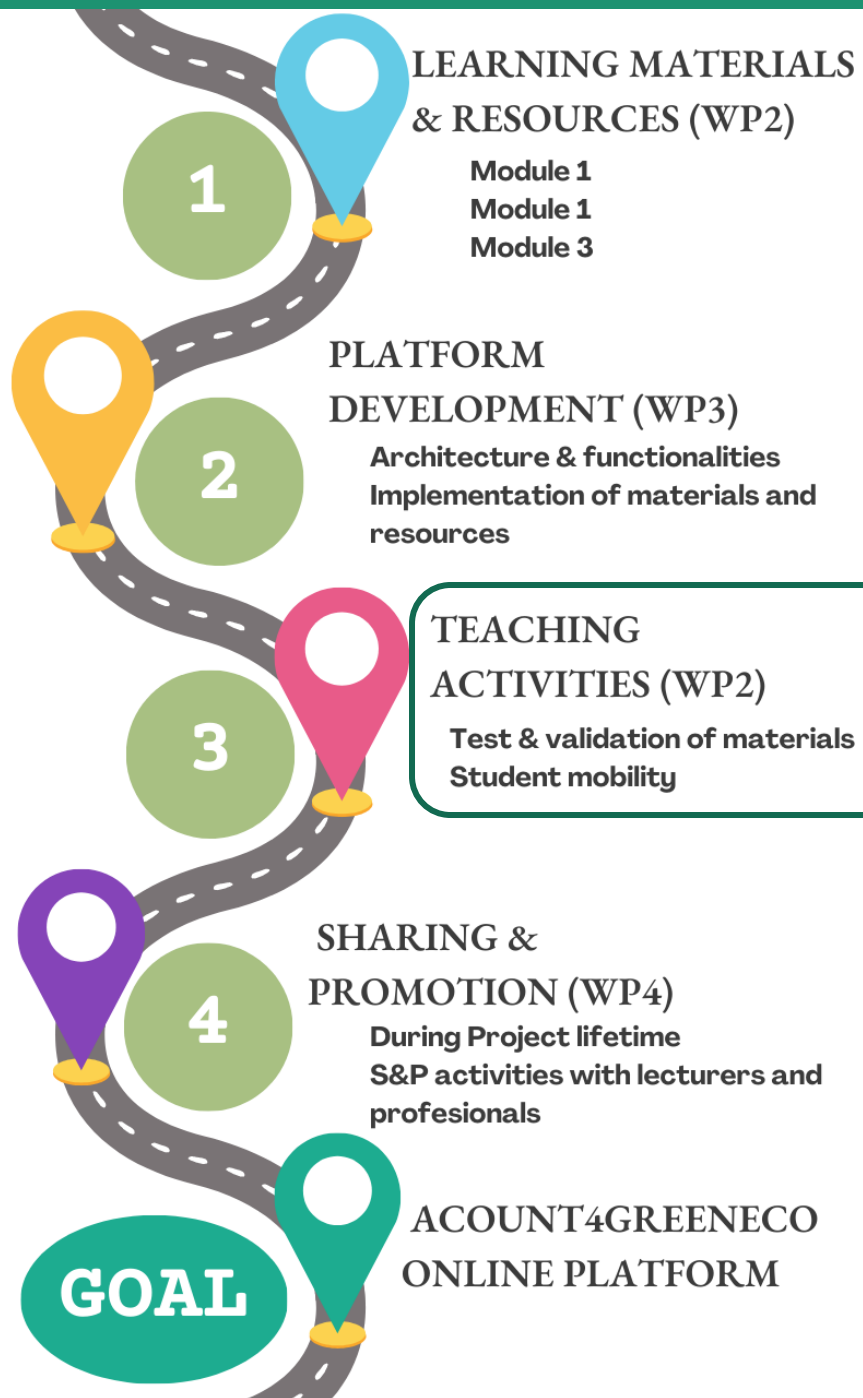 1
LEARNING MATERIALS
& RESOURCES (WP2)
Module 1
Module 1
Module 3
2
PLATFORM
DEVELOPMENT (WP3)
Architecture & functionalities
Implementation of materials and
resources
3
TEACHING
ACTIVITIES (WP2)
Test & validation of materials
Student mobility
4
SHARING &
PROMOTION (WP4)
During Project lifetime
S&P activities with lecturers and
profesionals
GOAL
ACOUNT4GREENECO
ONLINE PLATFORM